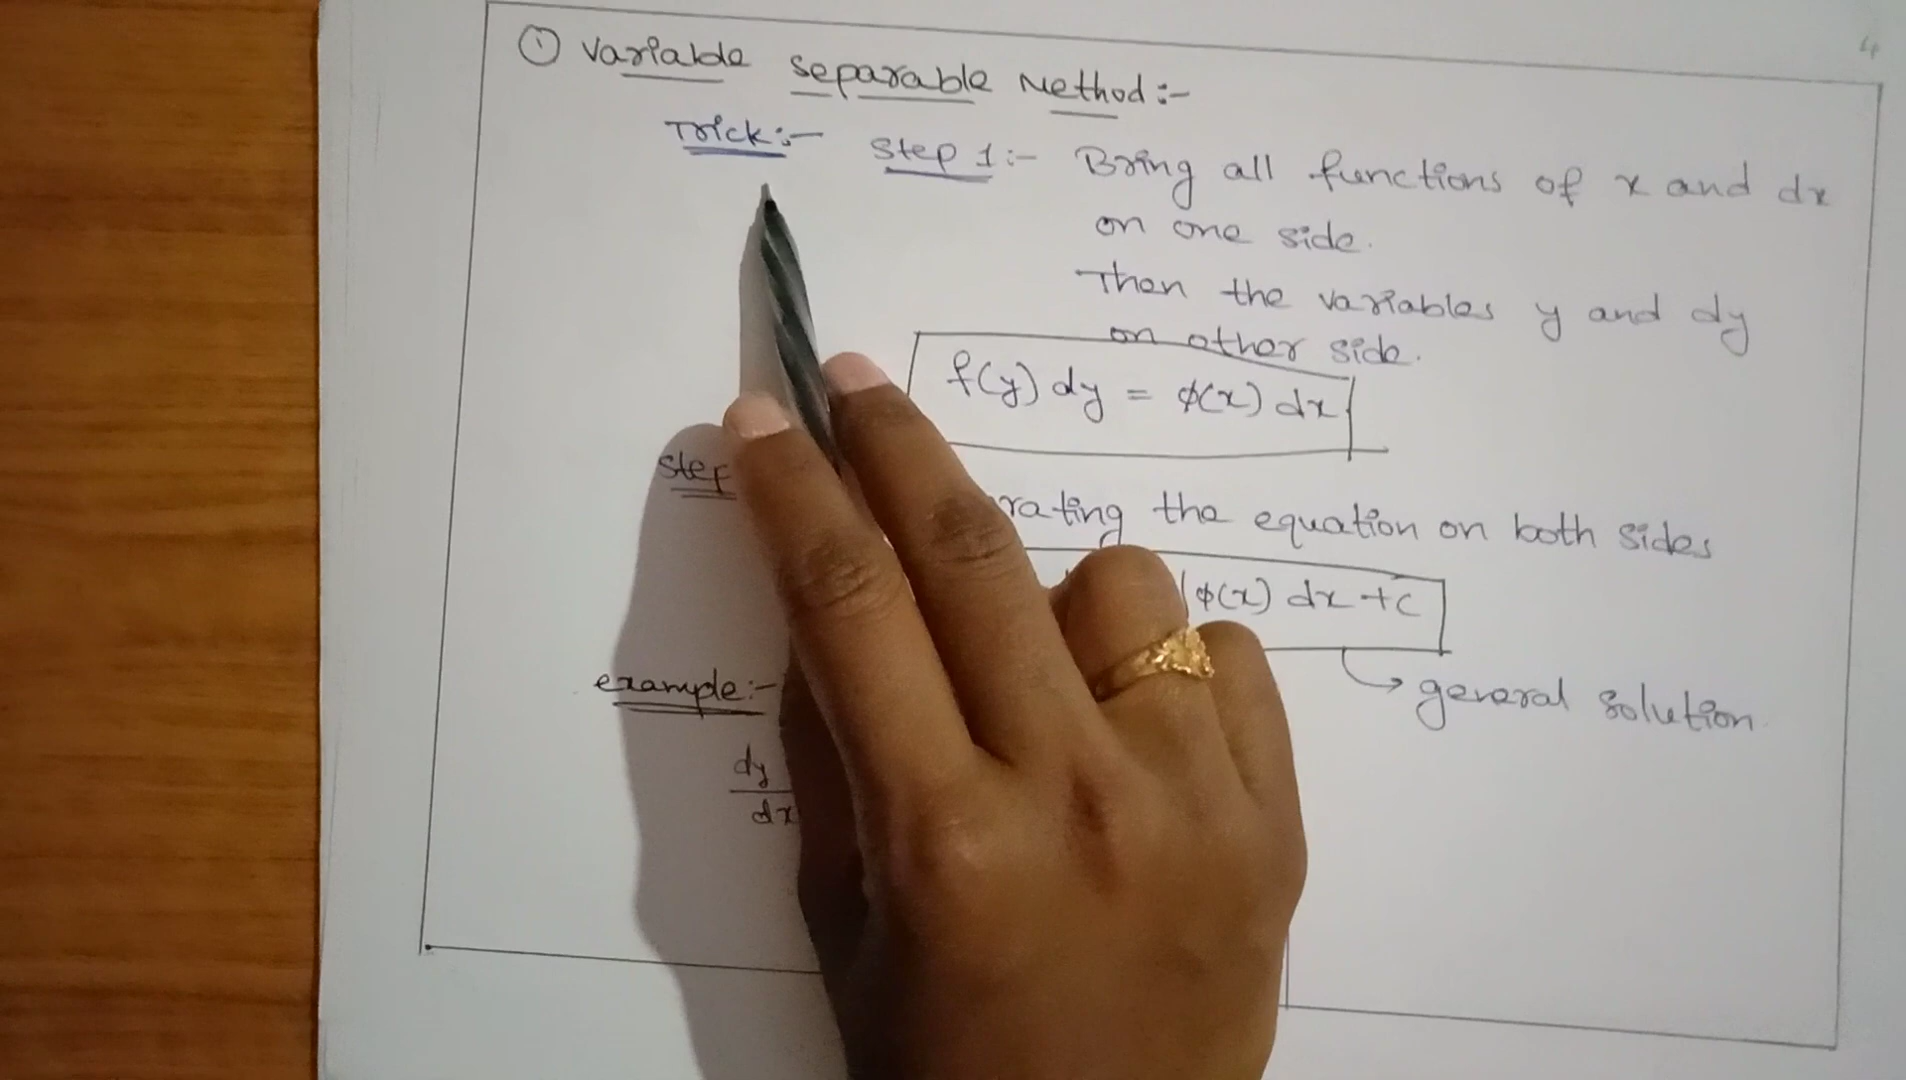 ① Variable Separable Method:-
Trick:- Step 1:- Bring all functions of x and dx
on one side.
Then the variables y and dy
on other side.
f(y) dy = ϕ(x) dx
rating the equation on both sides
ϕ(x) dx + c
general solution
example:-
dy
dx